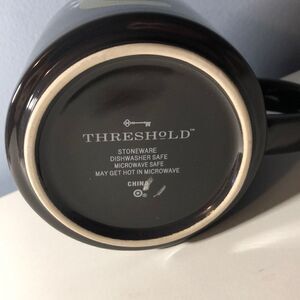 THRESHOLD™
STONEWARE
DISHWASHER SAFE
MICROWAVE SAFE
MAY GET HOT IN MICROWAVE
CHINA